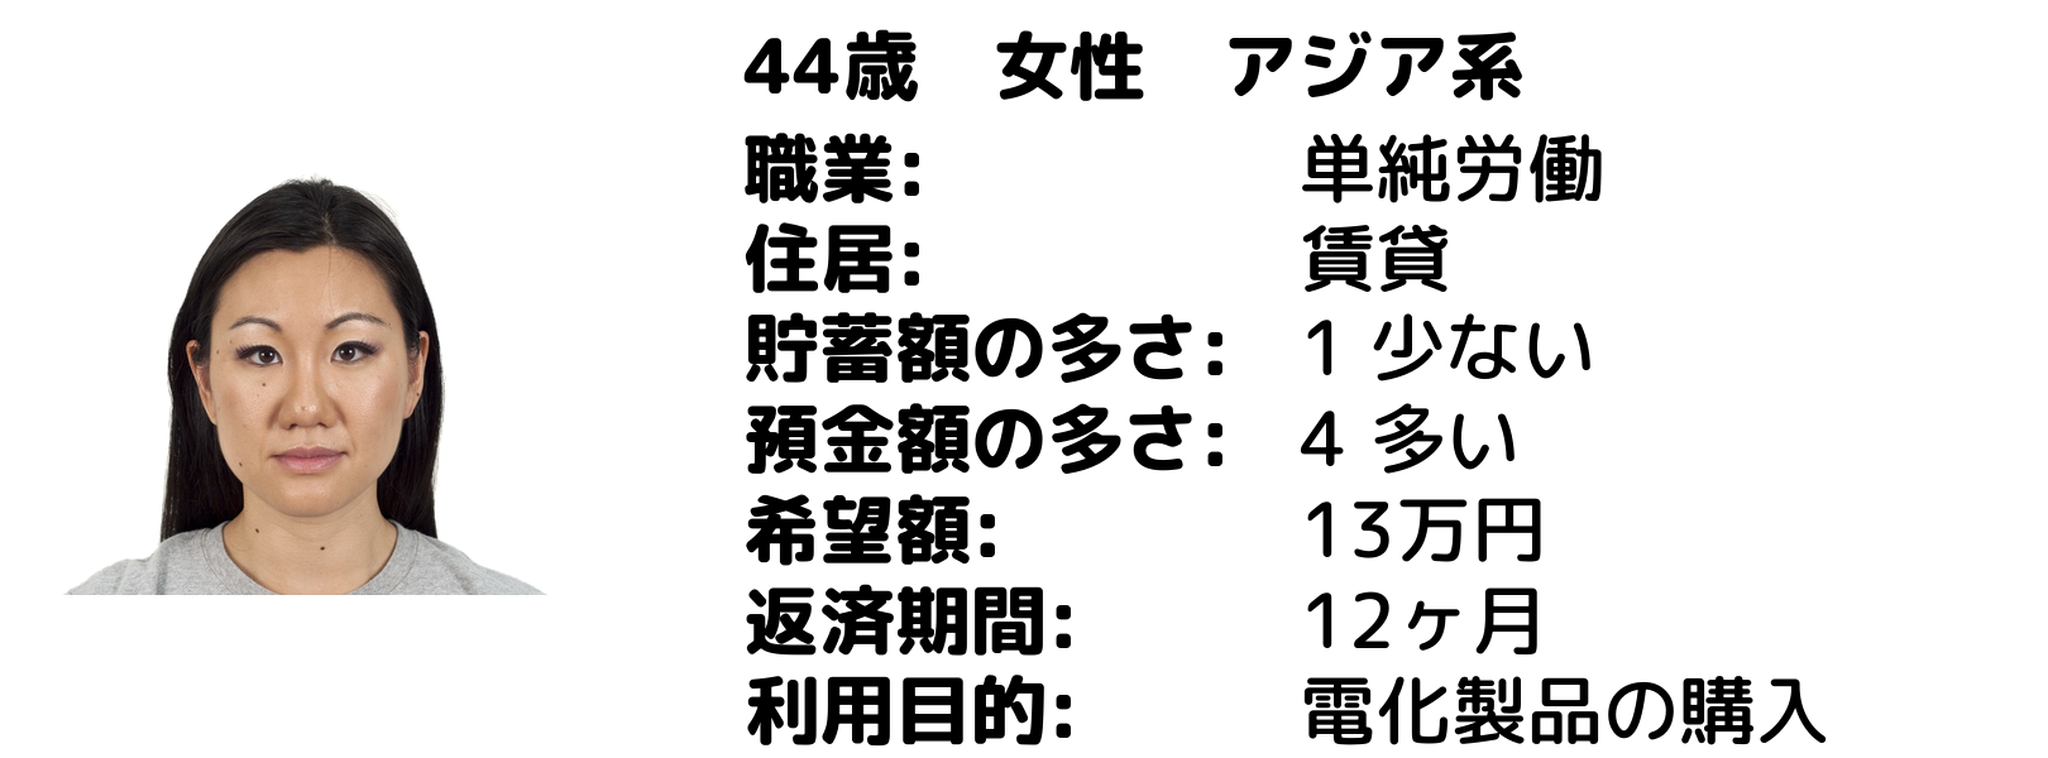 44歳　女性　アジア系
職業: 単純労働
住居: 賃貸
貯蓄額の多さ: 1 少ない
預金額の多さ: 4 多い
希望額: 13万円
返済期間: 12ヶ月
利用目的: 電化製品の購入